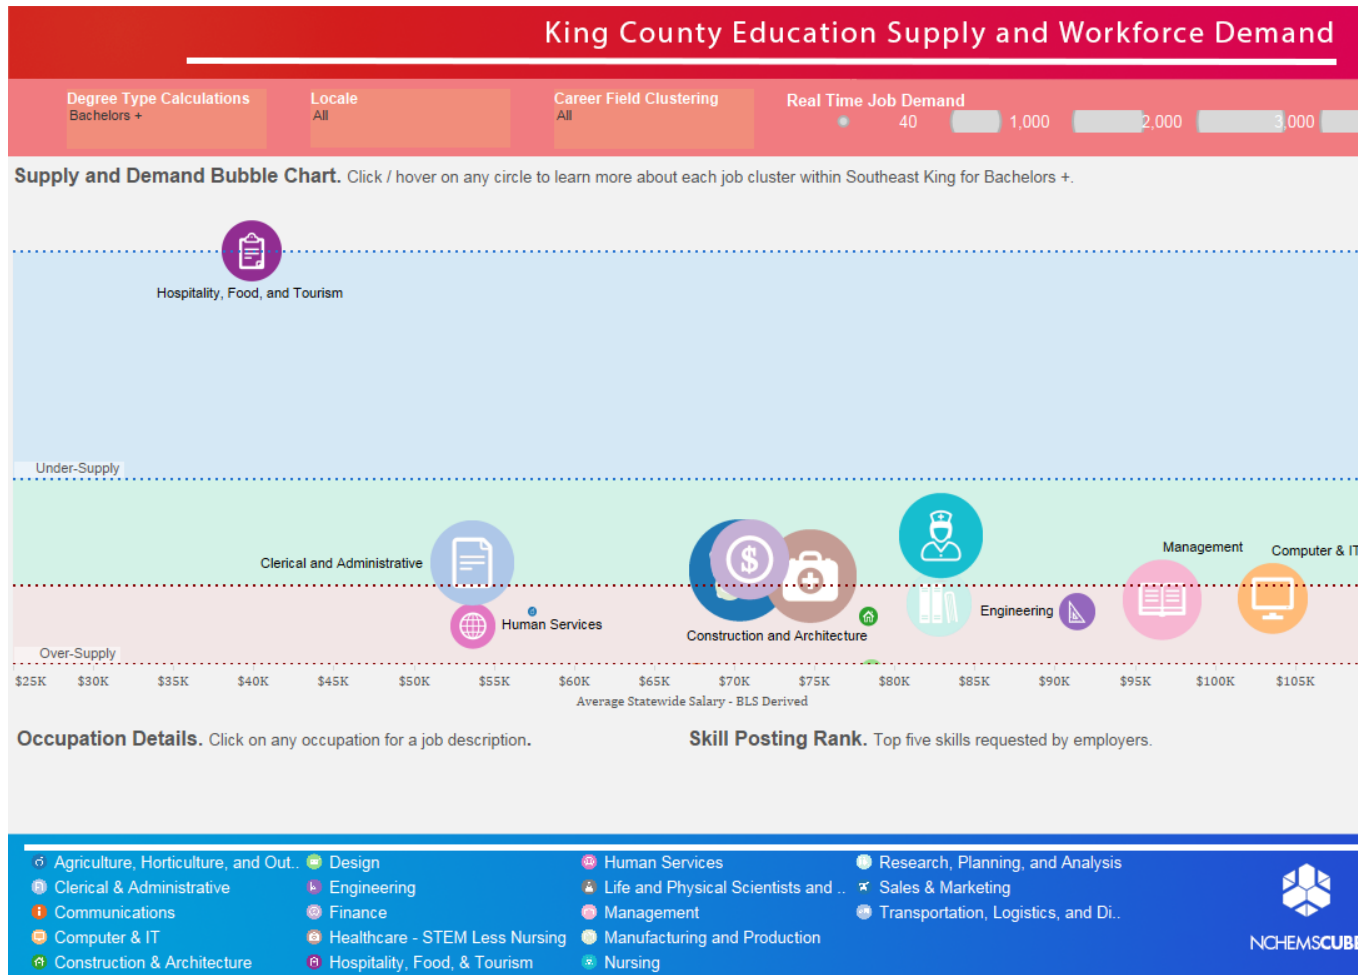 King County Education Supply and Workforce Demand
Degree Type Calculations
Bachelors +
Locale
All
Career Field Clustering
All
Real Time Job Demand
40 1,000 2,000 3,000
Supply and Demand Bubble Chart. Click / hover on any circle to learn more about each job cluster within Southeast King for Bachelors +.
Hospitality, Food, and Tourism
Under-Supply
Clerical and Administrative
$
Management
Computer & IT
Human Services
Engineering
Construction and Architecture
Over-Supply
$25K $30K $35K $40K $45K $50K $55K $60K $65K $70K $75K $80K $85K $90K $95K $100K $105K
Average Statewide Salary - BLS Derived
Occupation Details. Click on any occupation for a job description.
Skill Posting Rank. Top five skills requested by employers.
Agriculture, Horticulture, and Out..
Clerical & Administrative
Communications
Computer & IT
Construction & Architecture
Design
Engineering
Finance
Healthcare - STEM Less Nursing
Hospitality, Food, & Tourism
Human Services
Life and Physical Scientists and ..
Management
Manufacturing and Production
Nursing
Research, Planning, and Analysis
Sales & Marketing
Transportation, Logistics, and Di..
NCHEMSCUBE